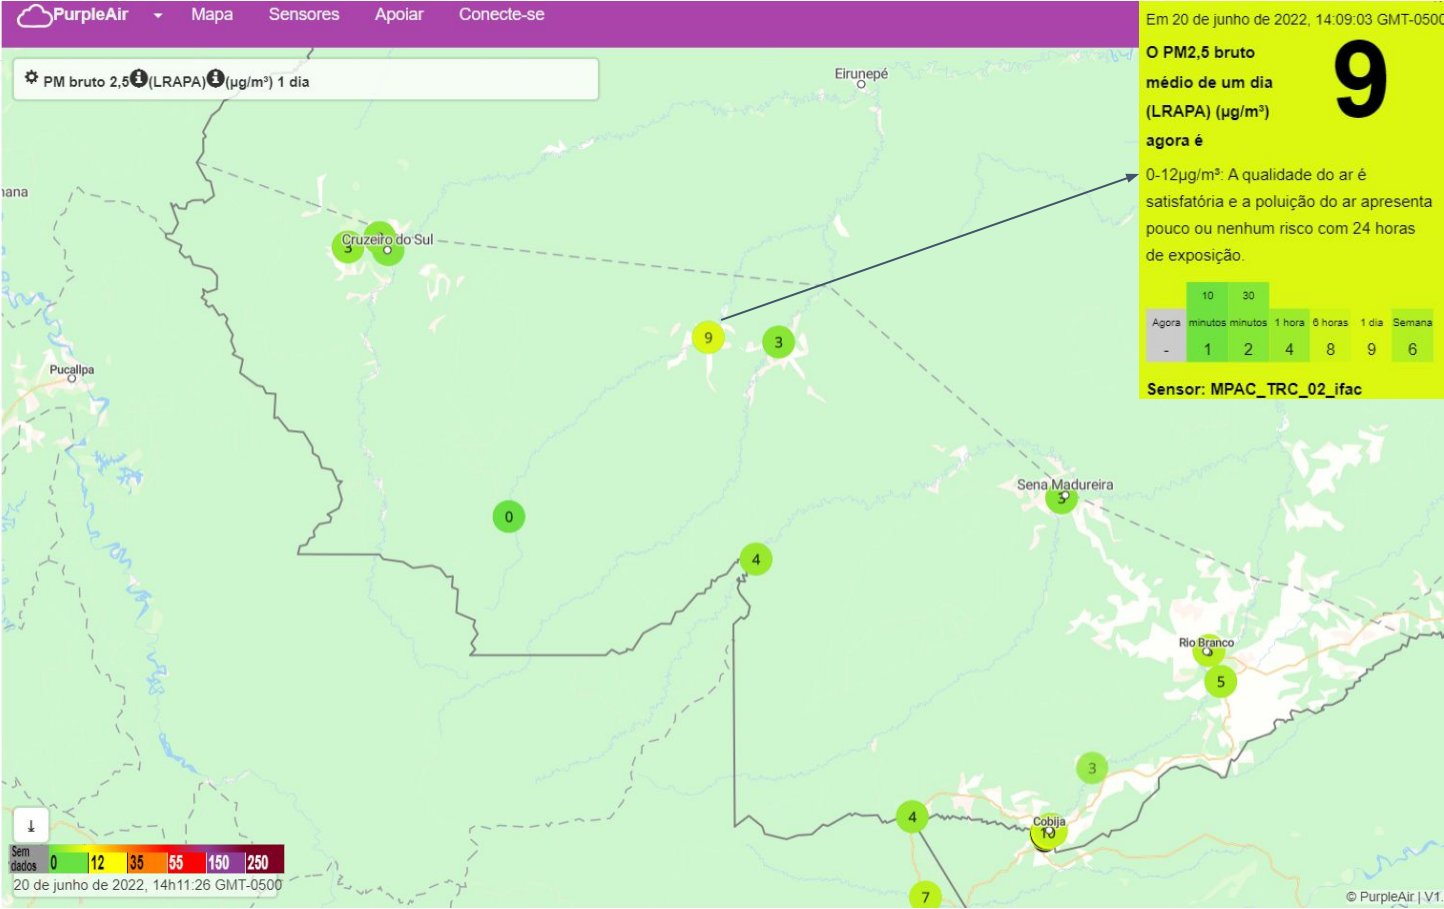 PurpleAir Mapa Sensores Apoiar Conecte-se
PM bruto 2,5 (LRAPA) (µg/m³) 1 dia
Em 20 de junho de 2022, 14:09:03 GMT-0500
O PM2,5 bruto
médio de um dia
(LRAPA) (µg/m³)
agora é
9
0-12µg/m³: A qualidade do ar é
satisfatória e a poluição do ar apresenta
pouco ou nenhum risco com 24 horas
de exposição.
10 30
Agora minutos minutos 1 hora 6 horas 1 dia Semana
- 1 2 4 8 9 6
Sensor: MPAC_TRC_02_ifac
Eirunepé
Cruzeiro do Sul
3
9
3
Pucallpa
Sena Madureira
3
0
4
Rio Branco
5
3
4
Cobija
10
7
Sem
dados 0 12 35 55 150 250
20 de junho de 2022, 14h11:26 GMT-0500
© PurpleAir | V1.